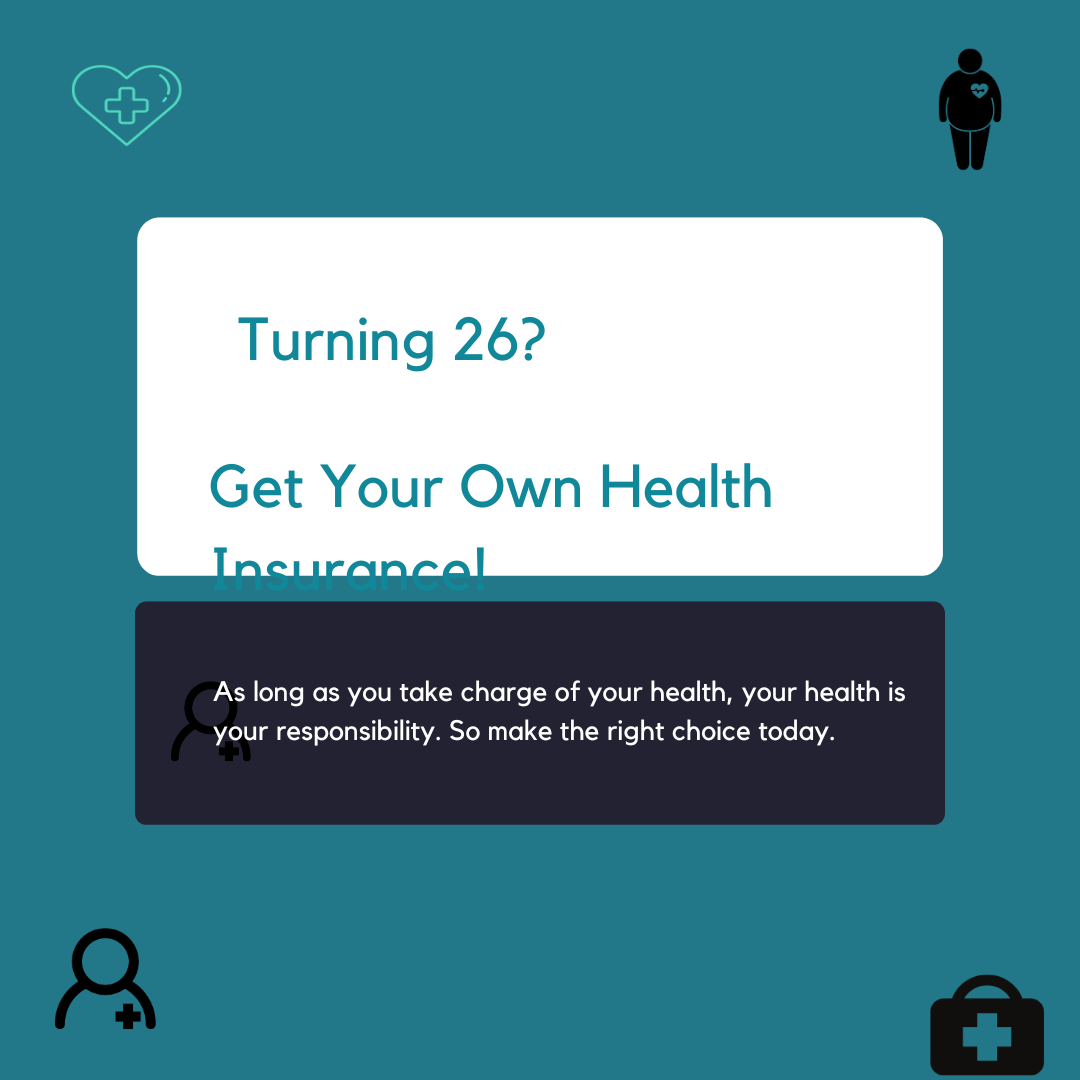 Turning 26?
Get Your Own Health
Insurance!
As long as you take charge of your health, your health is
your responsibility. So make the right choice today.